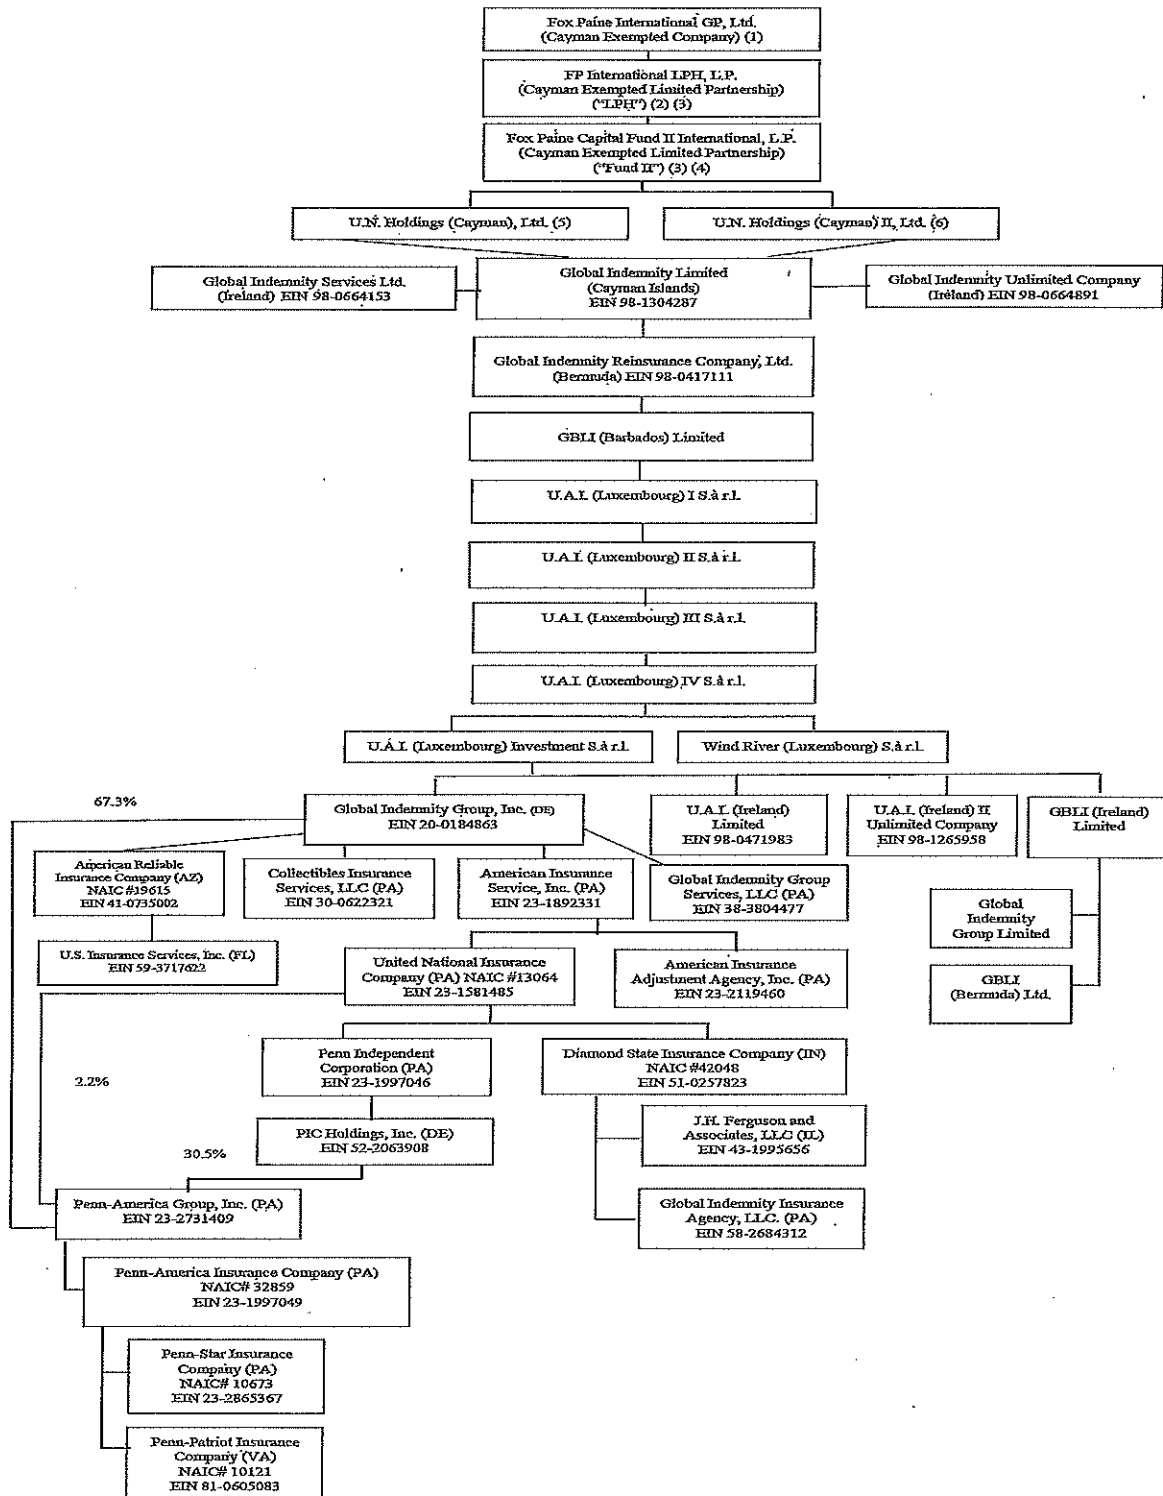 Fox Paine International GP, Ltd.
(Cayman Exempted Company) (1)
FP International LPH, L.P.
(Cayman Exempted Limited Partnership)
("LPH") (2) (3)
Fox Paine Capital Fund II International, L.P.
(Cayman Exempted Limited Partnership)
("Fund II") (3) (4)
U.N. Holdings (Cayman), Ltd. (5)
U.N. Holdings (Cayman) II, Ltd. (6)
Global Indemnity Services Ltd.
(Ireland) EIN 98-0664153
Global Indemnity Limited
(Cayman Islands)
EIN 98-1304287
Global Indemnity Unlimited Company
(Ireland) EIN 98-0664891
Global Indemnity Reinsurance Company, Ltd.
(Bermuda) EIN 98-0417111
GBLI (Barbados) Limited
U.A.I. (Luxembourg) I S.à r.l.
U.A.I. (Luxembourg) II S.à r.l.
U.A.I. (Luxembourg) III S.à r.l.
U.A.I. (Luxembourg) IV S.à r.l.
U.A.I. (Luxembourg) Investment S.à r.l.
Wind River (Luxembourg) S.à r.l.
67.3%
Global Indemnity Group, Inc. (DE)
EIN 20-0184863
U.A.I. (Ireland)
Limited
EIN 98-0471983
U.A.I. (Ireland) II
Unlimited Company
EIN 98-1265958
GBLI (Ireland)
Limited
American Reliable
Insurance Company (AZ)
NAIC #19615
EIN 41-0735002
Collectibles Insurance
Services, LLC (PA)
EIN 30-0622321
American Insurance
Service, Inc. (PA)
EIN 23-1892331
Global Indemnity Group
Services, LLC (PA)
EIN 38-3804477
Global
Indemnity
Group Limited
U.S. Insurance Services, Inc. (FL)
EIN 59-3717622
United National Insurance
Company (PA) NAIC #13064
EIN 23-1581485
American Insurance
Adjustment Agency, Inc. (PA)
EIN 23-2119460
GBLI
(Bermuda) Ltd.
2.2%
Penn Independent
Corporation (PA)
EIN 23-1997046
Diamond State Insurance Company (IN)
NAIC #42048
EIN 51-0257823
30.5%
PIC Holdings, Inc. (DE)
EIN 52-2063908
J.H. Ferguson and
Associates, LLC (IL)
EIN 43-1995656
Penn-America Group, Inc. (PA)
EIN 23-2731409
Global Indemnity Insurance
Agency, LLC. (PA)
EIN 58-2684312
Penn-America Insurance Company (PA)
NAIC# 32859
EIN 23-1997049
Penn-Star Insurance
Company (PA)
NAIC# 10673
EIN 23-2865367
Penn-Patriot Insurance
Company (VA)
NAIC# 10121
EIN 81-0605083